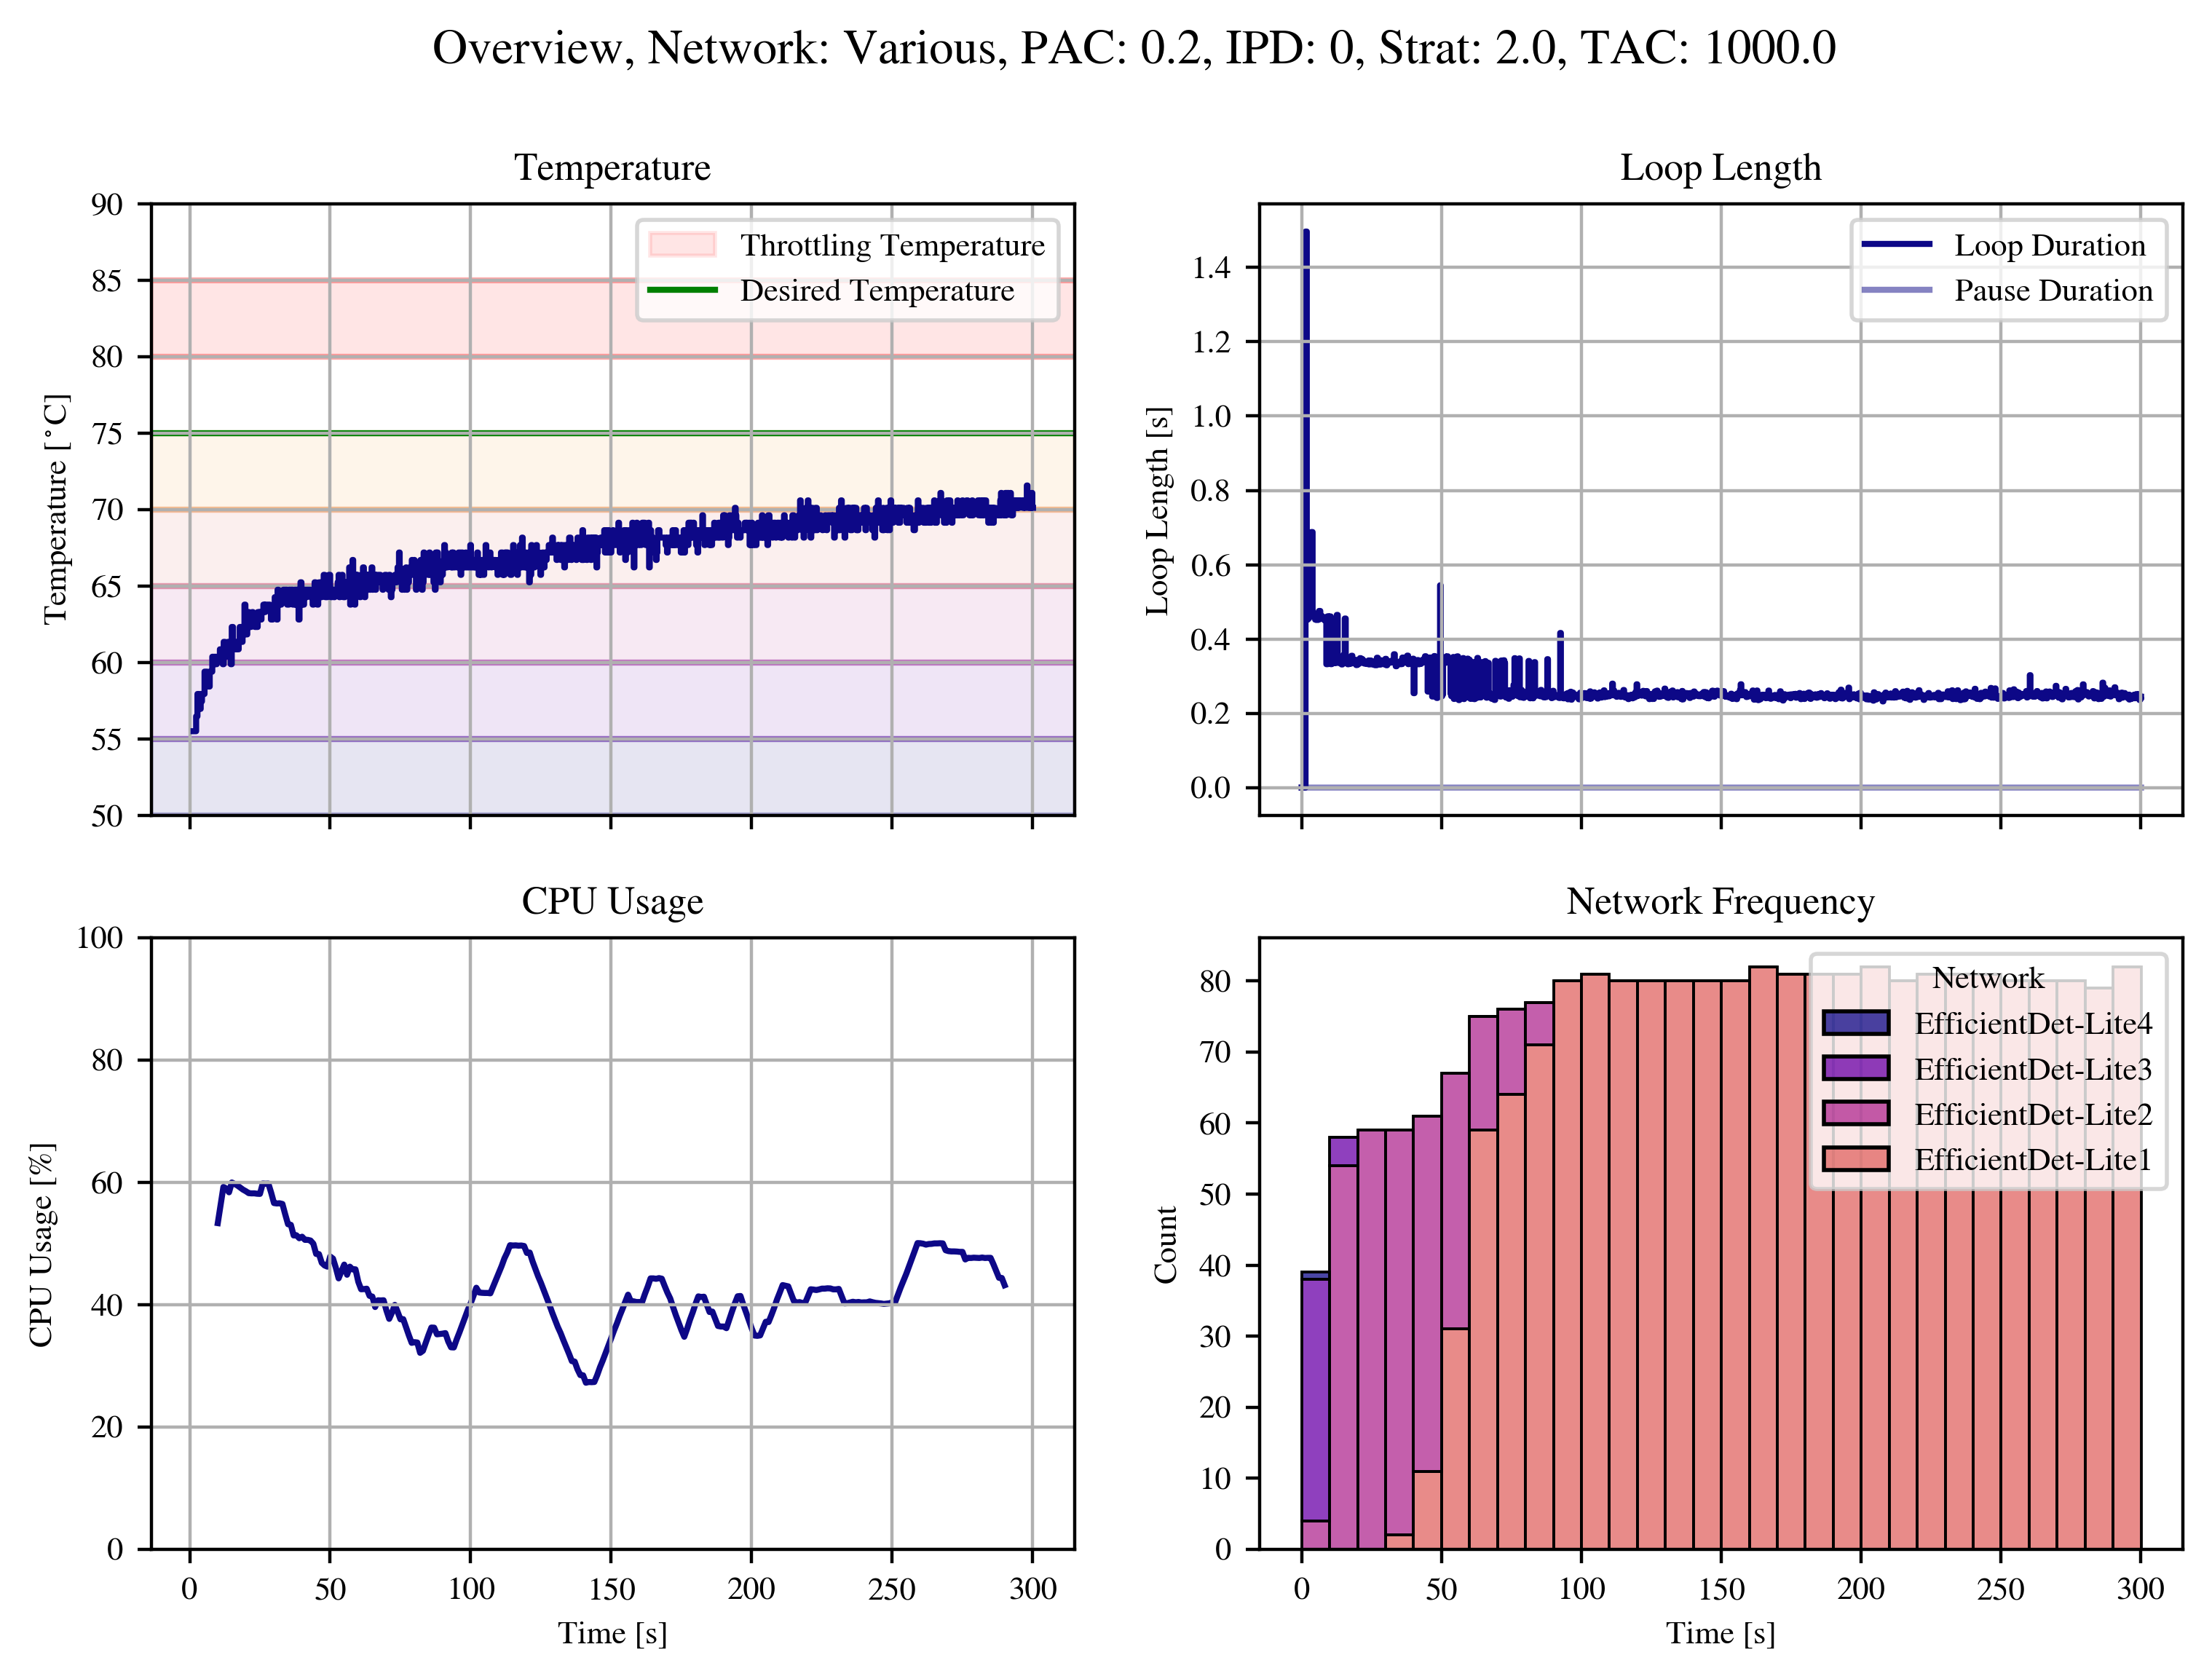 Overview, Network: Various, PAC: 0.2, IPD: 0, Strat: 2.0, TAC: 1000.0
Temperature
90
85
80
75
70
65
60
55
50
Temperature [°C]
Throttling Temperature
Desired Temperature
Loop Length
1.4
1.2
1.0
0.8
0.6
0.4
0.2
0.0
Loop Length [s]
Loop Duration
Pause Duration
CPU Usage
100
80
60
40
20
0
CPU Usage [%]
0 50 100 150 200 250 300
Time [s]
Network Frequency
80
70
60
50
40
30
20
10
0
Count
Network
EfficientDet-Lite4
EfficientDet-Lite3
EfficientDet-Lite2
EfficientDet-Lite1
0 50 100 150 200 250 300
Time [s]